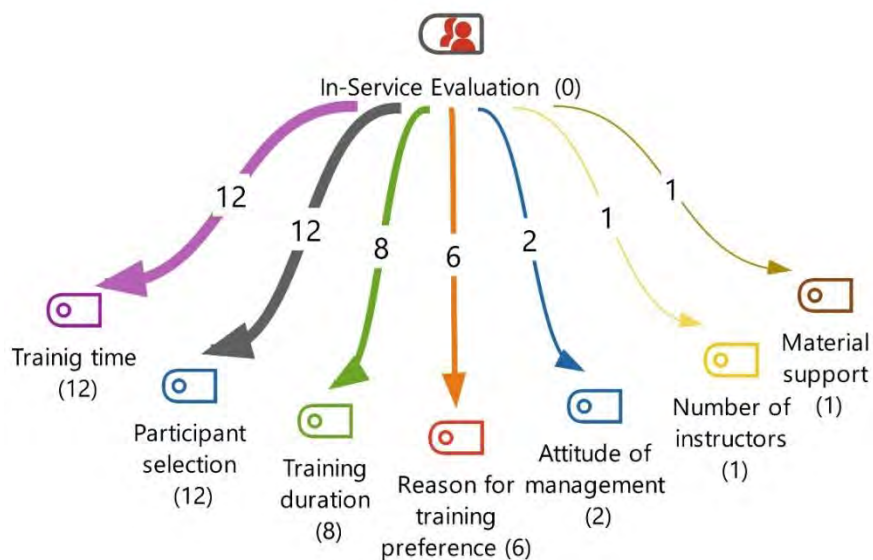 In-Service Evaluation (0)
12
12
8
6
2
1
1
Trainig time
(12)
Participant
selection
(12)
Training
duration
(8)
Reason for
training
preference (6)
Attitude of
management
(2)
Number of
instructors
(1)
Material
support
(1)